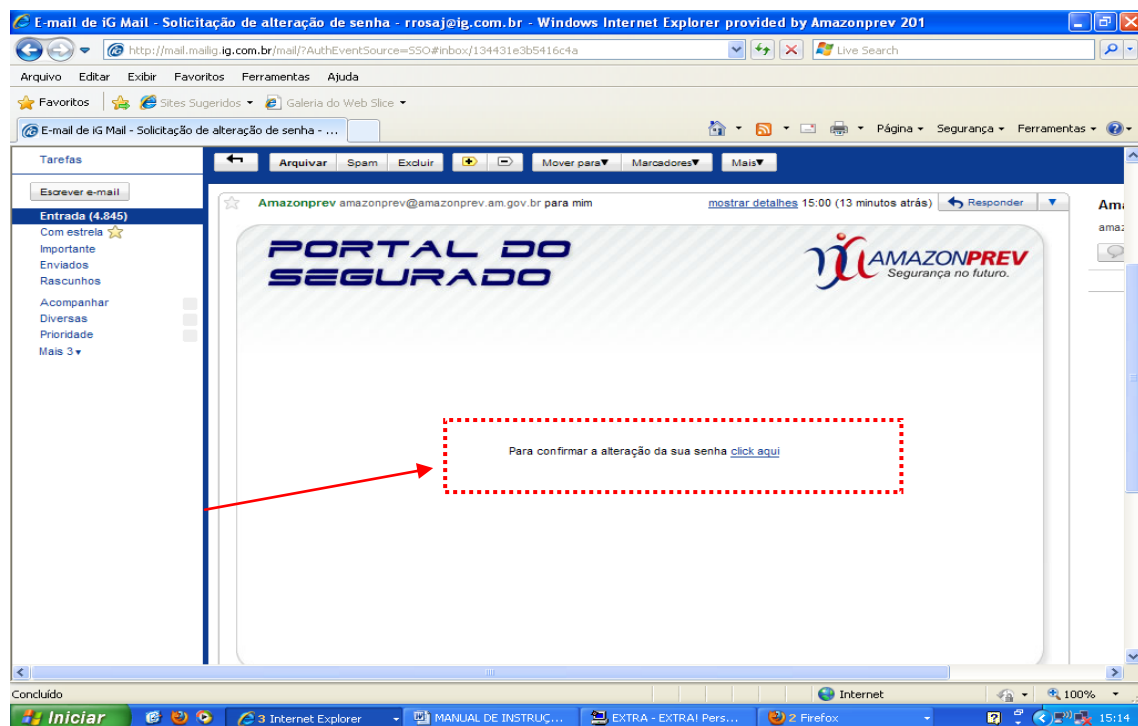 E-mail de iG Mail - Solicitação de alteração de senha - rrosaj@ig.com.br - Windows Internet Explorer provided by Amazonprev 201
http://mail.mailig.ig.com.br/mail/?AuthEventSource=SSO#inbox/134431e3b5416c4a
Live Search
Arquivo Editar Exibir Favoritos Ferramentas Ajuda
Favoritos Sites Sugeridos Galeria do Web Slice
E-mail de iG Mail - Solicitação de alteração de senha - ... Página Segurança Ferramentas
Tarefas
Arquivar Spam Excluir Mover para Marcadores Mais
Escrever e-mail
Amazonprev amazonprev@amazonprev.am.gov.br para mim mostrar detalhes 15:00 (13 minutos atrás) Responder
Entrada (4.845)
Com estrela
Importante
Enviados
Rascunhos
Acompanhar
Diversas
Prioridade
Mais 3
PORTAL DO
SEGURADO
AMAZONPREV
Segurança no futuro.
Para confirmar a alteração da sua senha click aqui
Concluído Internet 100%
Iniciar 3 Internet Explorer MANUAL DE INSTRUÇ... EXTRA - EXTRA! Pers... 2 Firefox 15:14